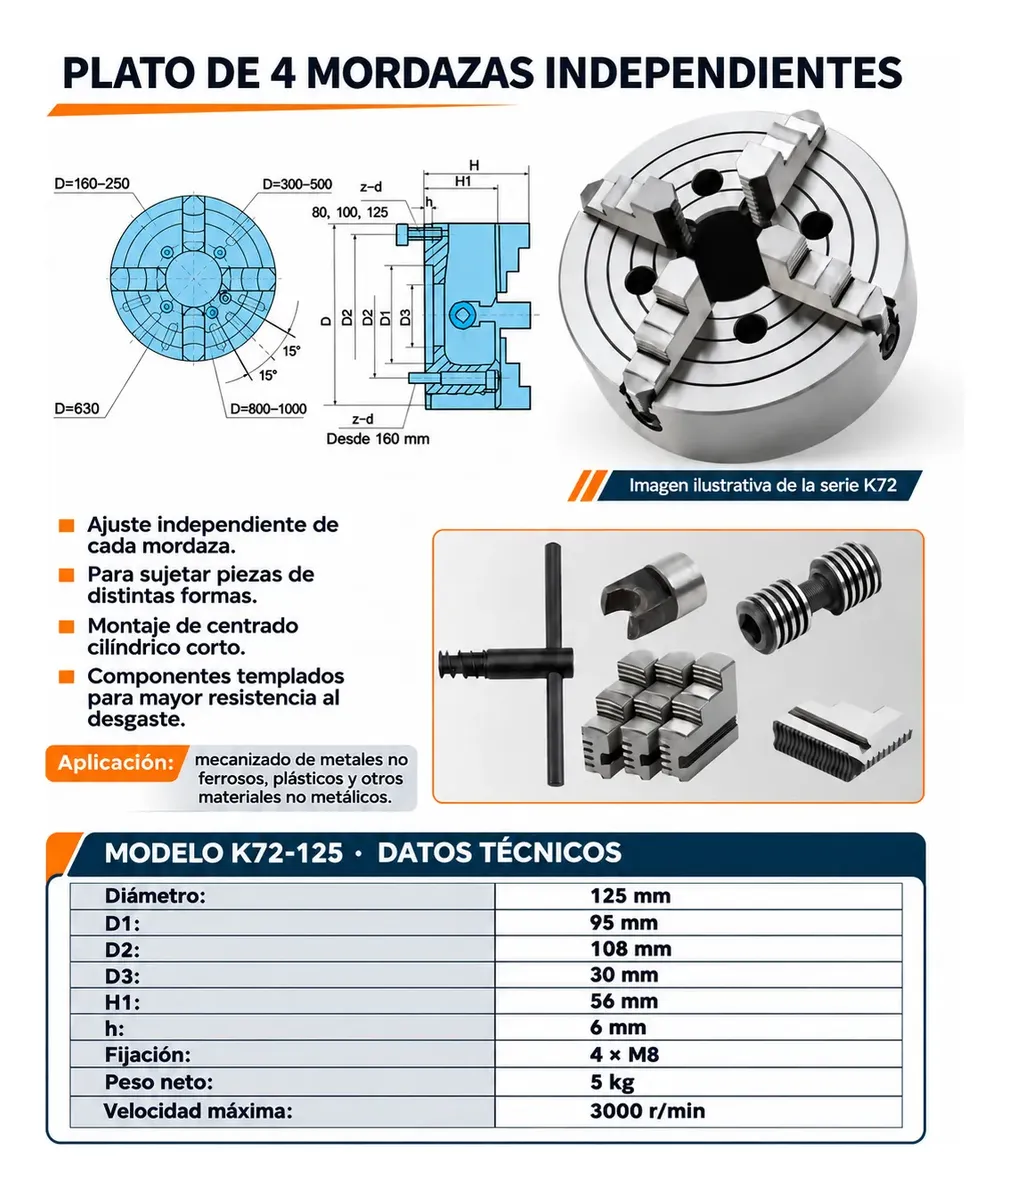 PLATO DE 4 MORDAZAS INDEPENDIENTES
D=160-250
D=300-500
z-d
80, 100, 125
H
H1
h
D
D2
D2
D1
D3
15°
15°
D=630
D=800-1000
z-d
Desde 160 mm
Imagen ilustrativa de la serie K72
Ajuste independiente de
cada mordaza.
Para sujetar piezas de
distintas formas.
Montaje de centrado
cilíndrico corto.
Componentes templados
para mayor resistencia al
desgaste.
Aplicación:
mecanizado de metales no
ferrosos, plásticos y otros
materiales no metálicos.
MODELO K72-125 · DATOS TÉCNICOS
Diámetro: 125 mm
D1: 95 mm
D2: 108 mm
D3: 30 mm
H1: 56 mm
h: 6 mm
Fijación: 4 × M8
Peso neto: 5 kg
Velocidad máxima: 3000 r/min